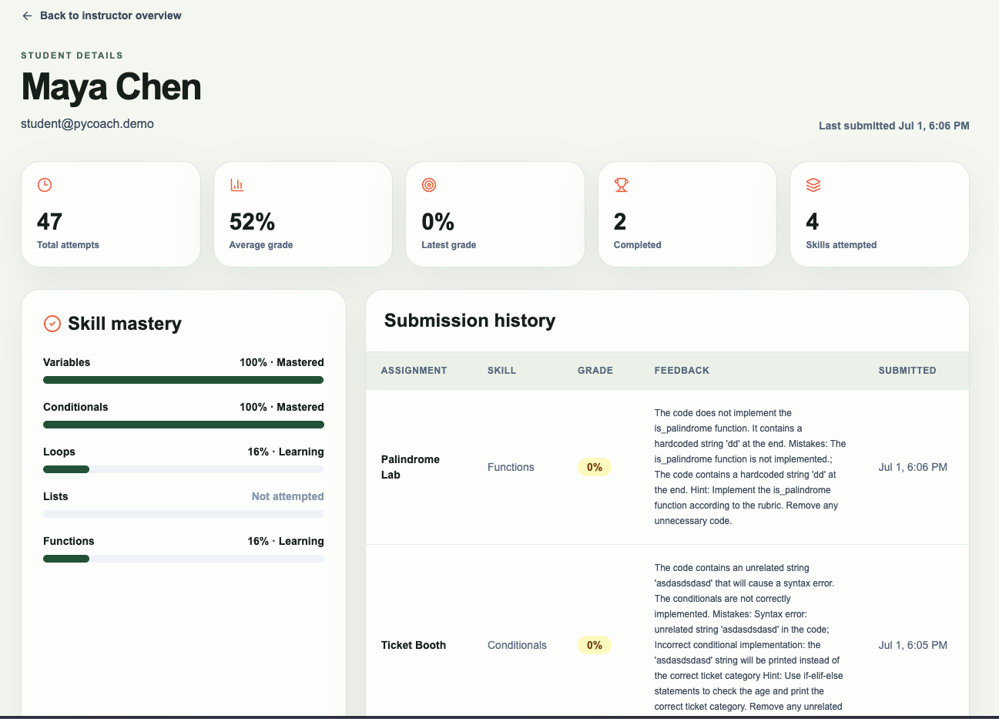 Back to instructor overview
STUDENT DETAILS
Maya Chen
student@pycoach.demo
Last submitted Jul 1, 6:06 PM
47
Total attempts
52%
Average grade
0%
Latest grade
2
Completed
4
Skills attempted
Skill mastery
Variables
100% · Mastered
Conditionals
100% · Mastered
Loops
16% · Learning
Lists
Not attempted
Functions
16% · Learning
Submission history
ASSIGNMENT
SKILL
GRADE
FEEDBACK
SUBMITTED
Palindrome
Lab
Functions
0%
The code does not implement the
is_palindrome function. It contains a
hardcoded string 'dd' at the end. Mistakes: The
is_palindrome function is not implemented.;
The code contains a hardcoded string 'dd' at
the end. Hint: Implement the is_palindrome
function according to the rubric. Remove any
unnecessary code.
Jul 1, 6:06 PM
Ticket Booth
Conditionals
0%
The code contains an unrelated string
'asdasdsdasd' that will cause a syntax error.
The conditionals are not correctly
implemented. Mistakes: Syntax error:
unrelated string 'asdasdsdasd' in the code;
Incorrect conditional implementation: the
'asdasdsdasd' string will be printed instead of
the correct ticket category Hint: Use if-elif-else
statements to check the age and print the
correct ticket category. Remove any unrelated
Jul 1, 6:05 PM